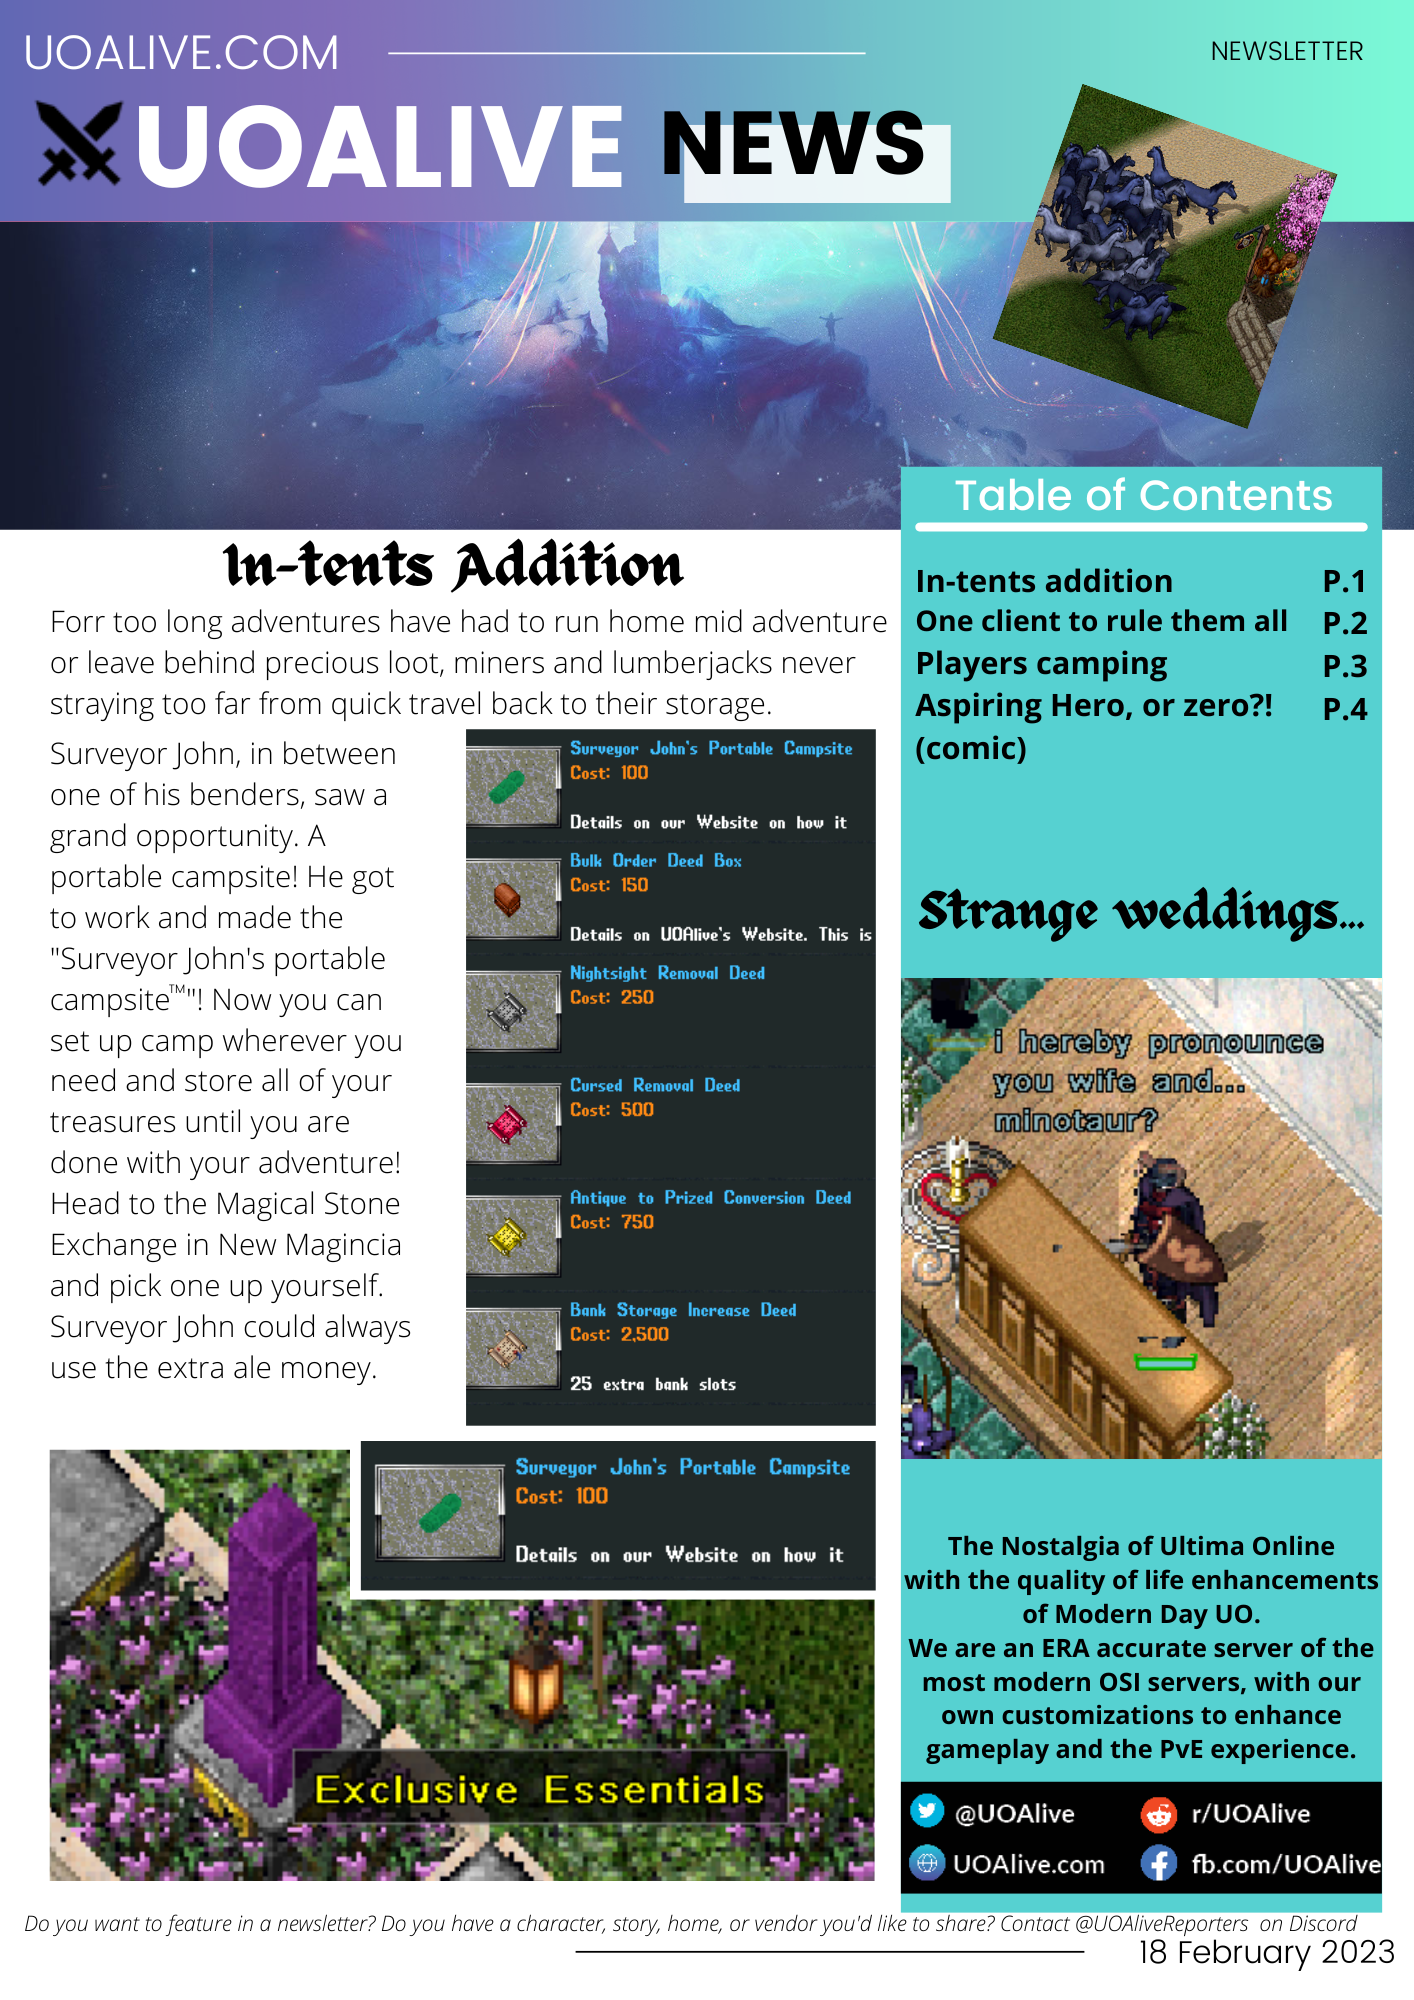 UOALIVE.COM
NEWSLETTER
UOALIVE NEWS
In-tents Addition
Forr too long adventures have had to run home mid adventure
or leave behind precious loot, miners and lumberjacks never
straying too far from quick travel back to their storage.
Surveyor John, in between
one of his benders, saw a
grand opportunity. A
portable campsite! He got
to work and made the
"Surveyor John's portable
campsite™"! Now you can
set up camp wherever you
need and store all of your
treasures until you are
done with your adventure!
Head to the Magical Stone
Exchange in New Magincia
and pick one up yourself.
Surveyor John could always
use the extra ale money.
Surveyor John's Portable Campsite
Cost: 100
Details on our Website on how it
Bulk Order Deed Box
Cost: 150
Details on UOAlive's Website. This is
Nightsight Removal Deed
Cost: 250
Cursed Removal Deed
Cost: 500
Antique to Prized Conversion Deed
Cost: 750
Bank Storage Increase Deed
Cost: 2,500
25 extra bank slots
Surveyor John's Portable Campsite
Cost: 100
Details on our Website on how it
Exclusive Essentials
Table of Contents
In-tents addition P.1
One client to rule them all P.2
Players camping P.3
Aspiring Hero, or zero?! P.4
(comic)
Strange weddings...
i hereby pronounce
you wife and...
minotaur?
The Nostalgia of Ultima Online
with the quality of life enhancements
of Modern Day UO.
We are an ERA accurate server of the
most modern OSI servers, with our
own customizations to enhance
gameplay and the PvE experience.
@UOAlive r/UOAlive
UOAlive.com fb.com/UOAlive
Do you want to feature in a newsletter? Do you have a character, story, home, or vendor you'd like to share? Contact @UOAliveReporters on Discord
18 February 2023